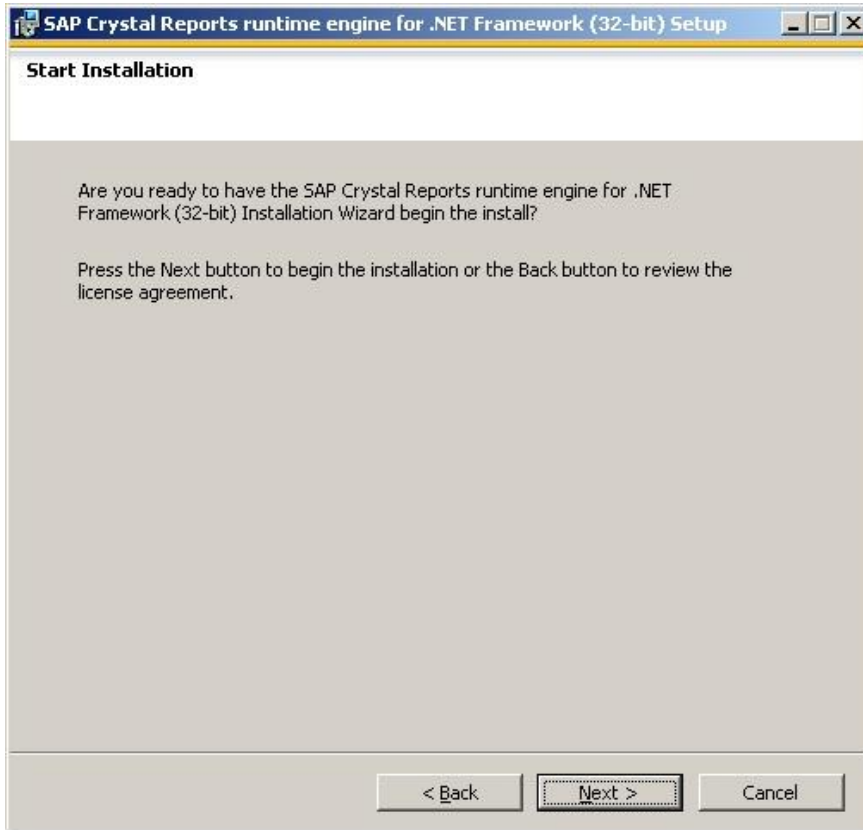 SAP Crystal Reports runtime engine for .NET Framework (32-bit) Setup
Start Installation
Are you ready to have the SAP Crystal Reports runtime engine for .NET
Framework (32-bit) Installation Wizard begin the install?
Press the Next button to begin the installation or the Back button to review the
license agreement.
< Back
Next >
Cancel